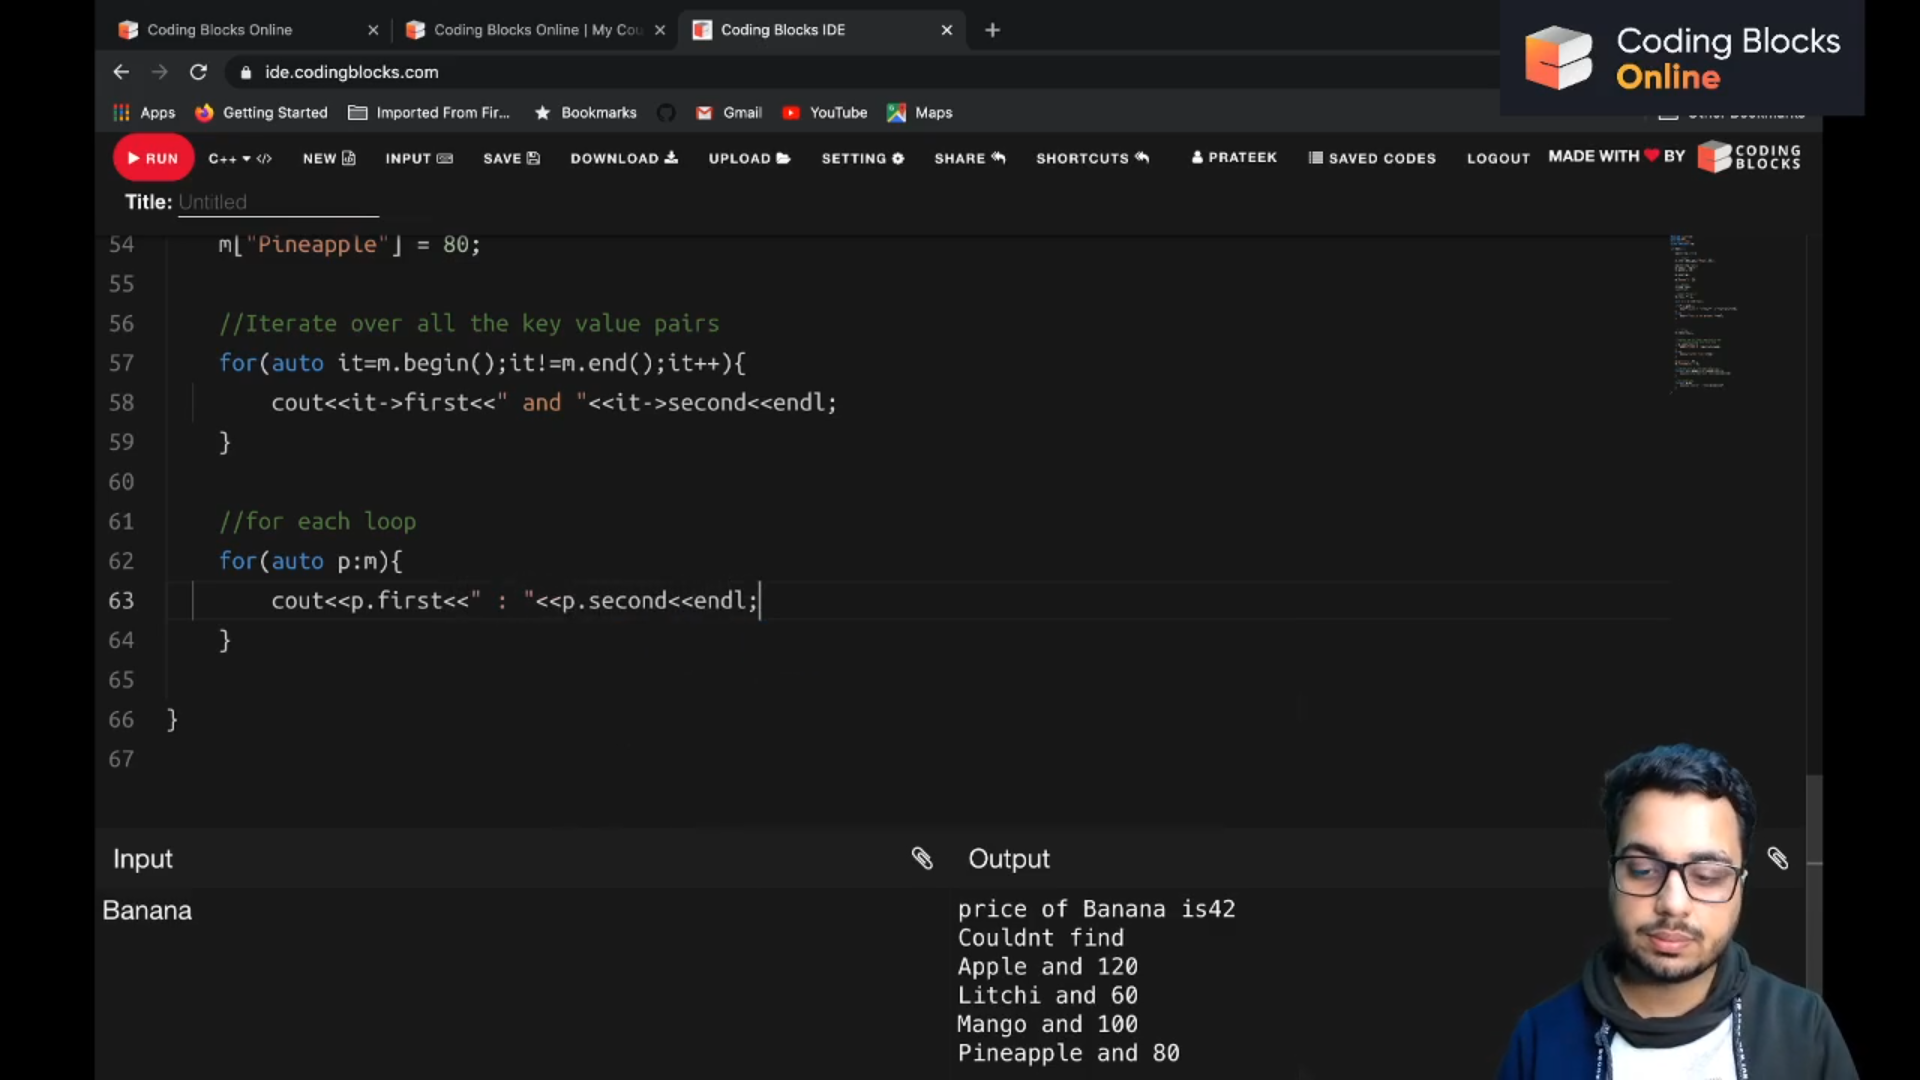 Coding Blocks Online
Coding Blocks Online | My Cou
Coding Blocks IDE
Coding Blocks
Online
ide.codingblocks.com
Apps
Getting Started
Imported From Fir...
Bookmarks
Gmail
YouTube
Maps
Other Bookmarks
RUN
C++
NEW
INPUT
SAVE
DOWNLOAD
UPLOAD
SETTING
SHARE
SHORTCUTS
PRATEEK
SAVED CODES
LOGOUT
MADE WITH BY
CODING
BLOCKS
Title: Untitled
54 m["Pineapple"] = 80;
55
56 //Iterate over all the key value pairs
57 for(auto it=m.begin();it!=m.end();it++){
58 cout<<it->first<<" and "<<it->second<<endl;
59 }
60
61 //for each loop
62 for(auto p:m){
63 cout<<p.first<<" : "<<p.second<<endl;
64 }
65
66 }
67
Input
Banana
Output
price of Banana is42
Couldnt find
Apple and 120
Litchi and 60
Mango and 100
Pineapple and 80